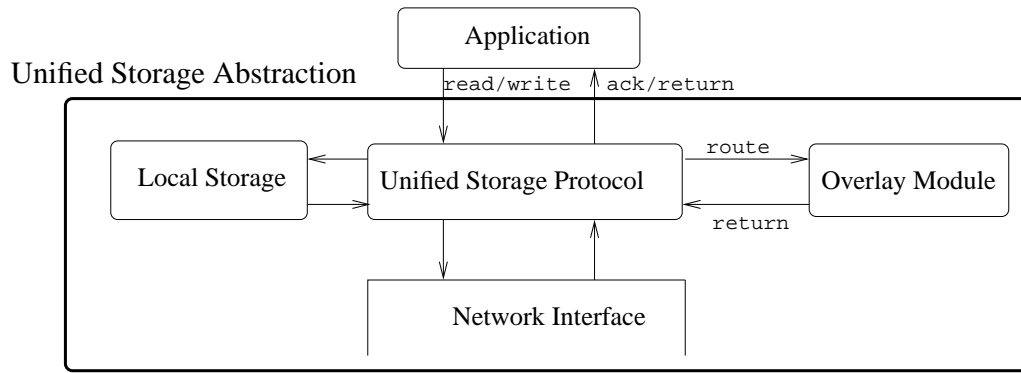 Application
Unified Storage Abstraction
read/write
ack/return
route
Local Storage
Unified Storage Protocol
Overlay Module
return
Network Interface